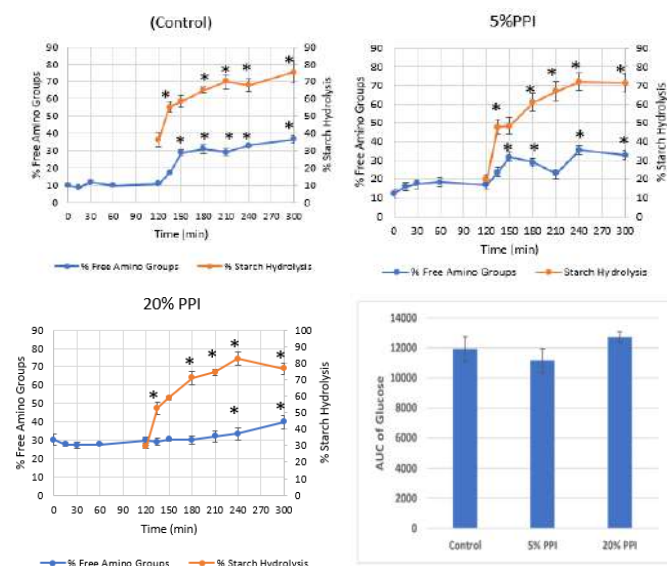 (Control)
% Free Amino Groups
90
80
70
60
50
40
30
20
10
0
* * * * * *
* * * * *
90
80
70
60
50
40
30
20
10
0
% Starch Hydrolysis
0 30 60 90 120 150 180 210 240 270 300
Time (min)
% Free Amino Groups % Starch Hydrolysis
5%PPI
% Free Amino Groups
90
80
70
60
50
40
30
20
10
0
* * * * *
* * * *
90
80
70
60
50
40
30
20
10
0
% Starch Hydrolysis
0 30 60 90 120 150 180 210 240 270 300
Time (min)
% Free Amino Groups Starch Hydrolysis
20% PPI
% Free Amino Groups
90
80
70
60
50
40
30
20
10
0
* * * * *
* *
100
90
80
70
60
50
40
30
20
10
0
% Starch Hydrolysis
0 30 60 90 120 150 180 210 240 270 300
Time (min)
% Free Amino Groups % Starch Hydrolysis
AUC of Glucose
14000
12000
10000
8000
6000
4000
2000
0
Control 5% PPI 20% PPI